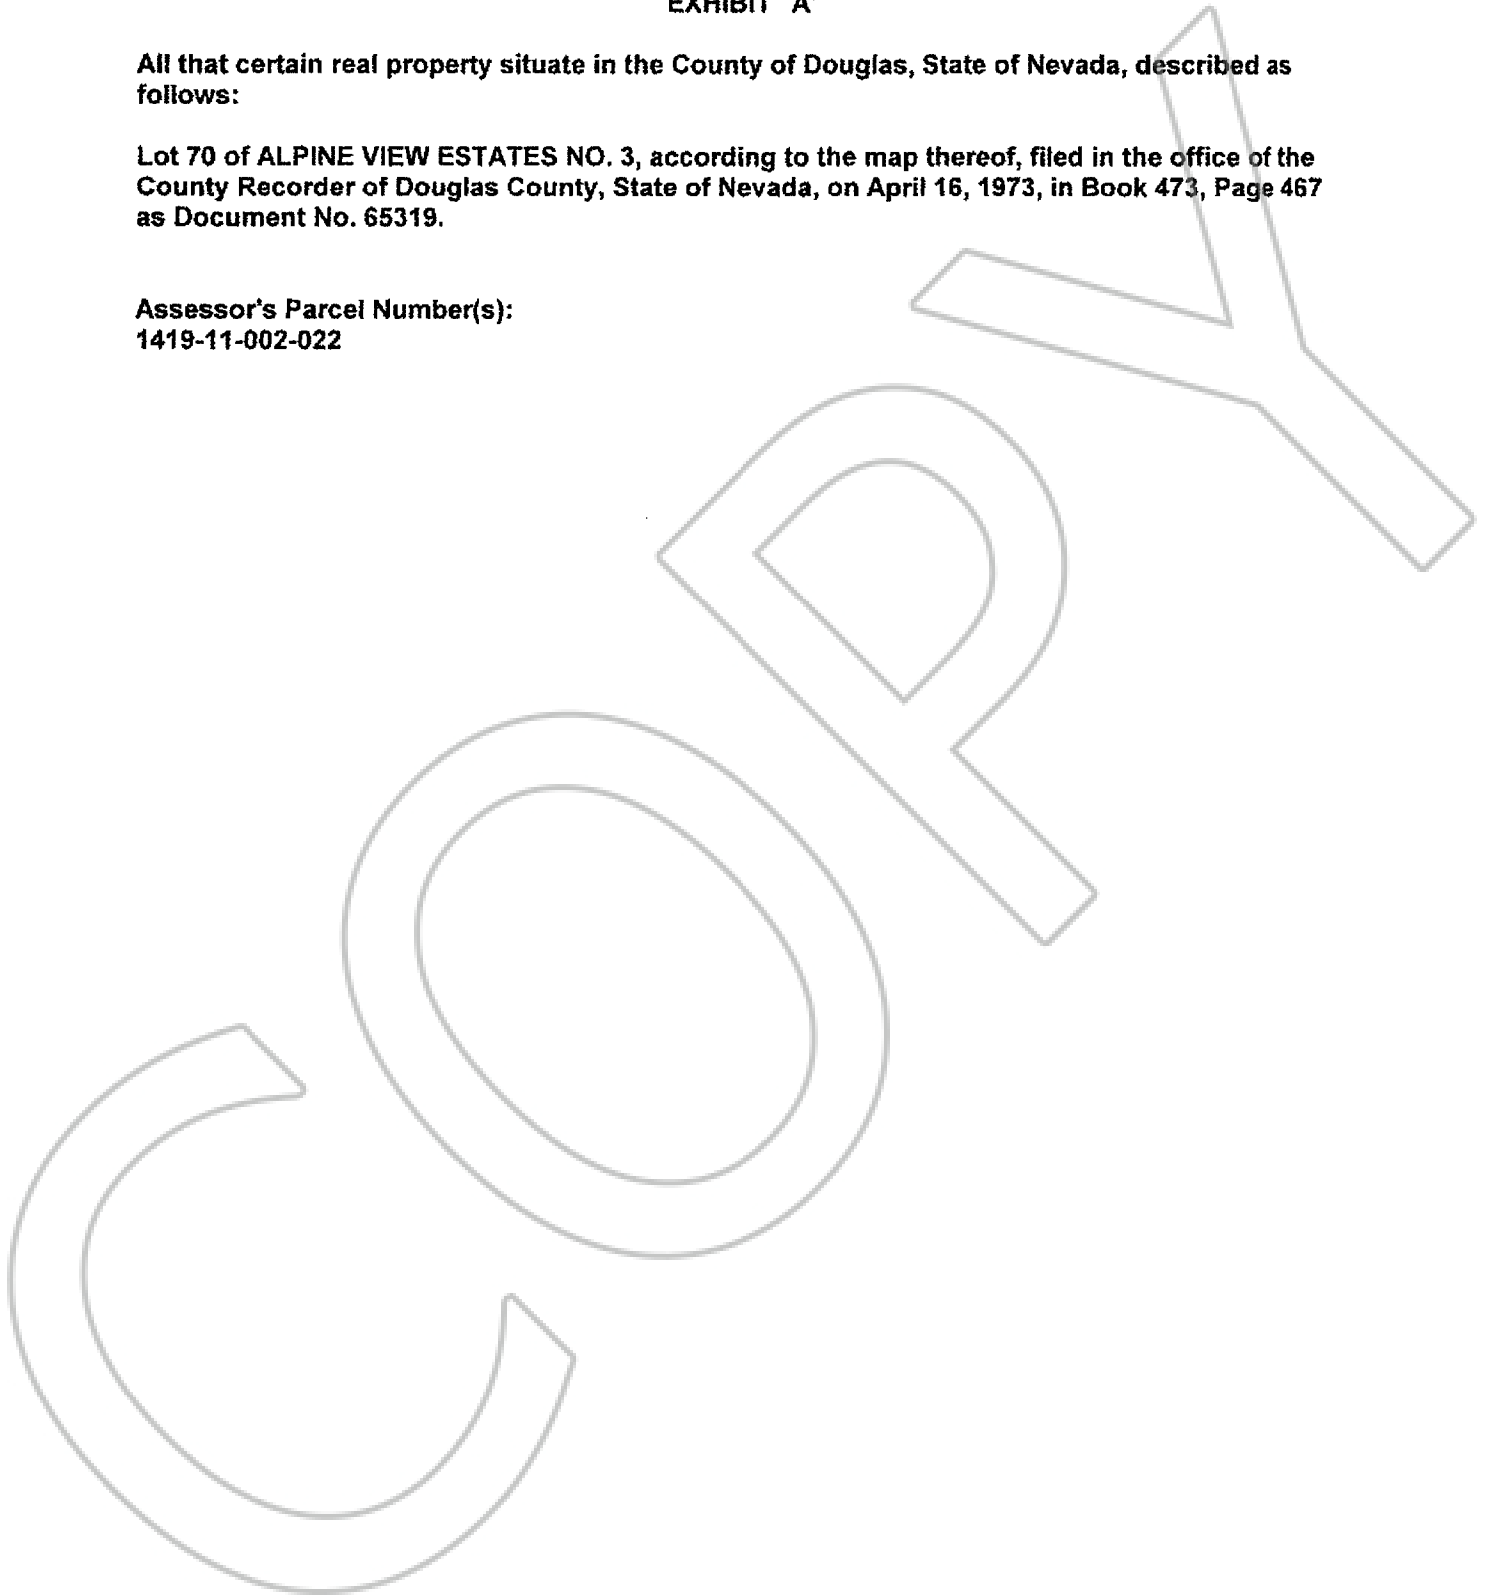 EXHIBIT "A"
All that certain real property situate in the County of Douglas, State of Nevada, described as
follows:
Lot 70 of ALPINE VIEW ESTATES NO. 3, according to the map thereof, filed in the office of the
County Recorder of Douglas County, State of Nevada, on April 16, 1973, in Book 473, Page 467
as Document No. 65319.
Assessor's Parcel Number(s):
1419-11-002-022
COPY